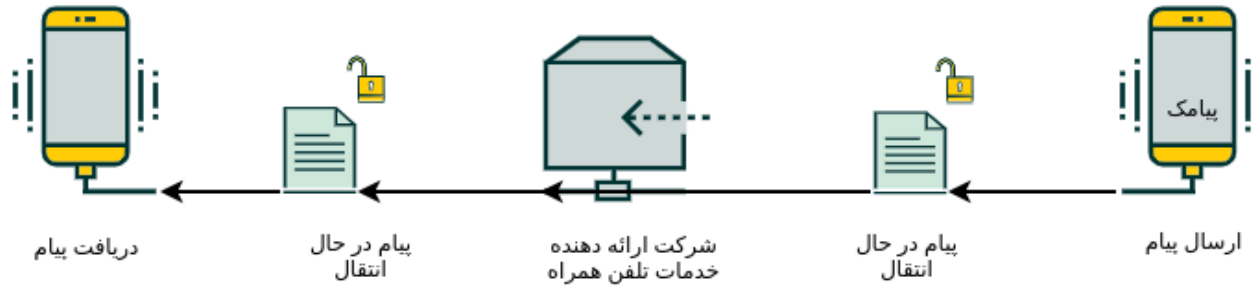 پیامک
ارسال پیام
پیام در حال
انتقال
شرکت ارائه دهنده
خدمات تلفن همراه
پیام در حال
انتقال
دریافت پیام